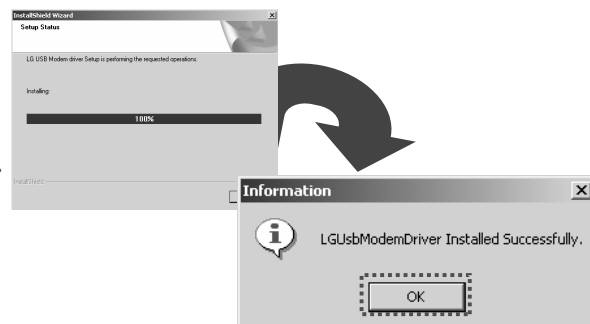 InstallShield Wizard
Setup Status
LG USB Modem driver Setup is performing the requested operations.
Installing:
100%
InstallShield
Information
LGUsbModemDriver Installed Successfully.
OK